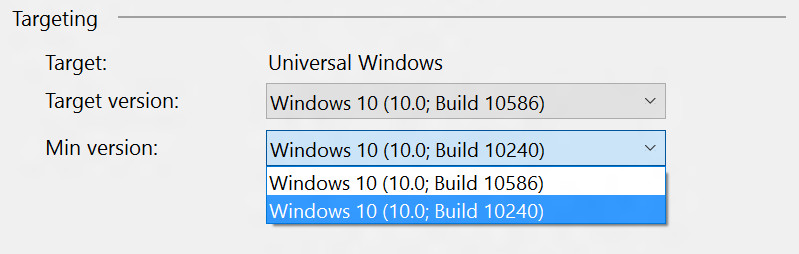 Targeting
Target: Universal Windows
Target version: Windows 10 (10.0; Build 10586)
Min version: Windows 10 (10.0; Build 10240)
Windows 10 (10.0; Build 10586)
Windows 10 (10.0; Build 10240)